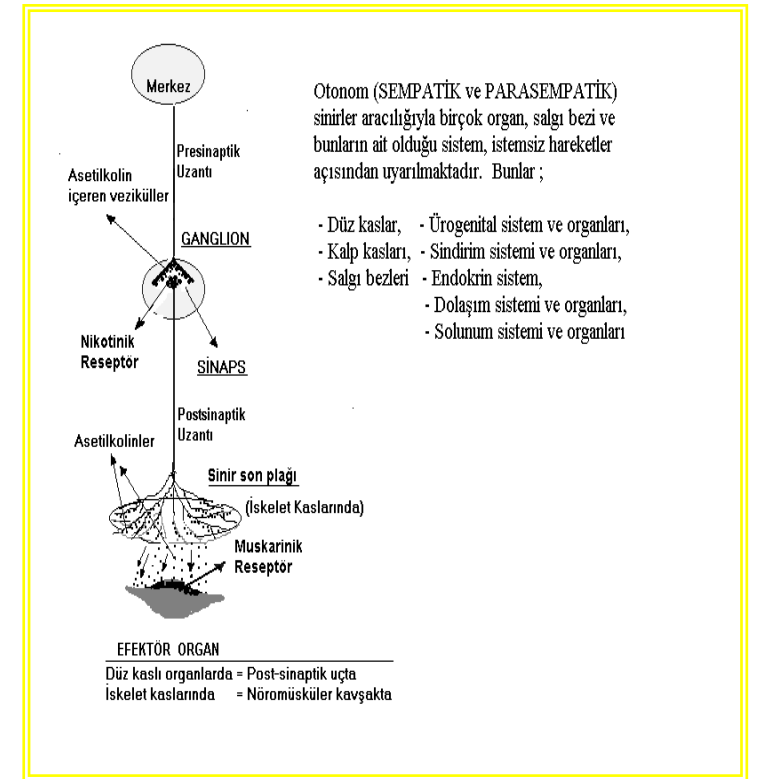 Merkez
Otonom (SEMPATİK ve PARASEMPATİK)
sinirler aracılığıyla birçok organ, salgı bezi ve
bunların ait olduğu sistem, istemsiz hareketler
açısından uyarılmaktadır. Bunlar ;
- Düz kaslar, - Ürogenital sistem ve organları,
- Kalp kasları, - Sindirim sistemi ve organları,
- Salgı bezleri - Endokrin sistem,
- Dolaşım sistemi ve organları,
- Solunum sistemi ve organları
Presinaptik
Uzantı
Asetilkolin
içeren veziküller
GANGLION
Nikotinik
Reseptör
SİNAPS
Postsinaptik
Uzantı
Asetilkolinler
Sinir son plağı
(İskelet Kaslarında)
Muskarinik
Reseptör
EFEKTÖR ORGAN
Düz kaslı organlarda = Post-sinaptik uçta
İskelet kaslarında = Nöromüsküler kavşakta